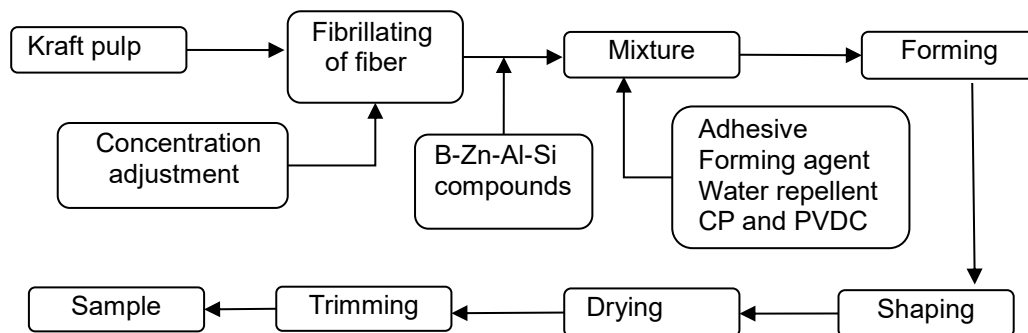 Kraft pulp
Fibrillating
of fiber
Mixture
Forming
Concentration
adjustment
B-Zn-Al-Si
compounds
Adhesive
Forming agent
Water repellent
CP and PVDC
Sample
Trimming
Drying
Shaping